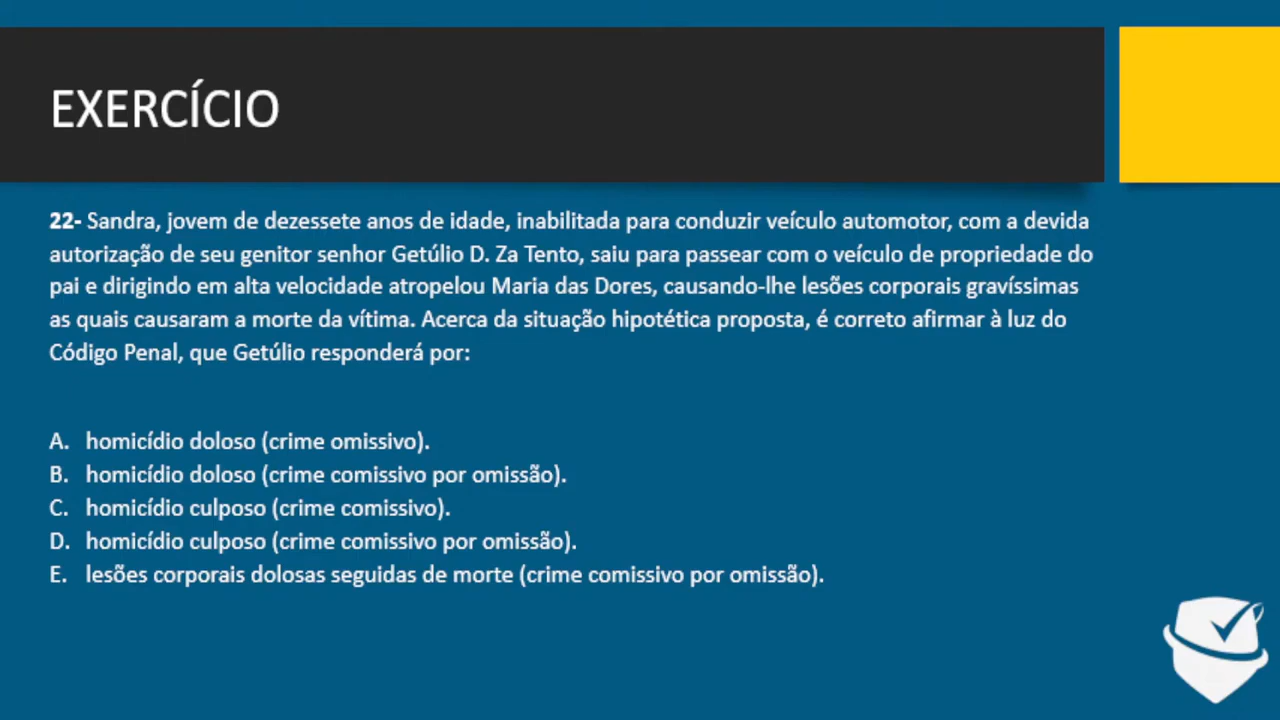 EXERCÍCIO
22- Sandra, jovem de dezessete anos de idade, inabilitada para conduzir veículo automotor, com a devida
autorização de seu genitor senhor Getúlio D. Za Tento, saiu para passear com o veículo de propriedade do
pai e dirigindo em alta velocidade atropelou Maria das Dores, causando-lhe lesões corporais gravíssimas
as quais causaram a morte da vítima. Acerca da situação hipotética proposta, é correto afirmar à luz do
Código Penal, que Getúlio responderá por:
A. homicídio doloso (crime omissivo).
B. homicídio doloso (crime comissivo por omissão).
C. homicídio culposo (crime comissivo).
D. homicídio culposo (crime comissivo por omissão).
E. lesões corporais dolosas seguidas de morte (crime comissivo por omissão).